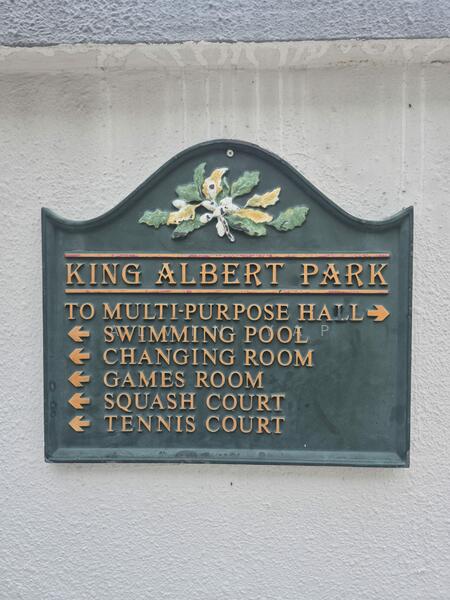 KING ALBERT PARK
TO MULTI-PURPOSE HALL →
← SWIMMING POOL
← CHANGING ROOM
← GAMES ROOM
← SQUASH COURT
← TENNIS COURT